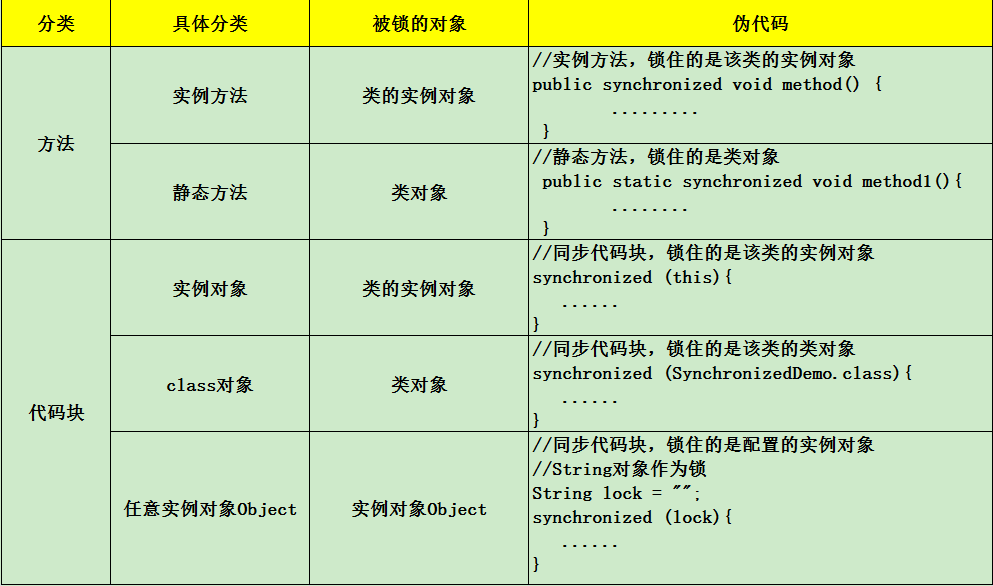 分类 具体分类 被锁的对象 伪代码
方法
实例方法
类的实例对象
//实例方法，锁住的是该类的实例对象
public synchronized void method() {
.........
}
静态方法
类对象
//静态方法，锁住的是类对象
public static synchronized void method1(){
........
}
代码块
实例对象
类的实例对象
//同步代码块，锁住的是该类的实例对象
synchronized (this){
......
}
class对象
类对象
//同步代码块，锁住的是该类的类对象
synchronized (SynchronizedDemo.class){
......
}
任意实例对象Object
实例对象Object
//同步代码块，锁住的是配置的实例对象
//String对象作为锁
String lock = "";
synchronized (lock){
......
}